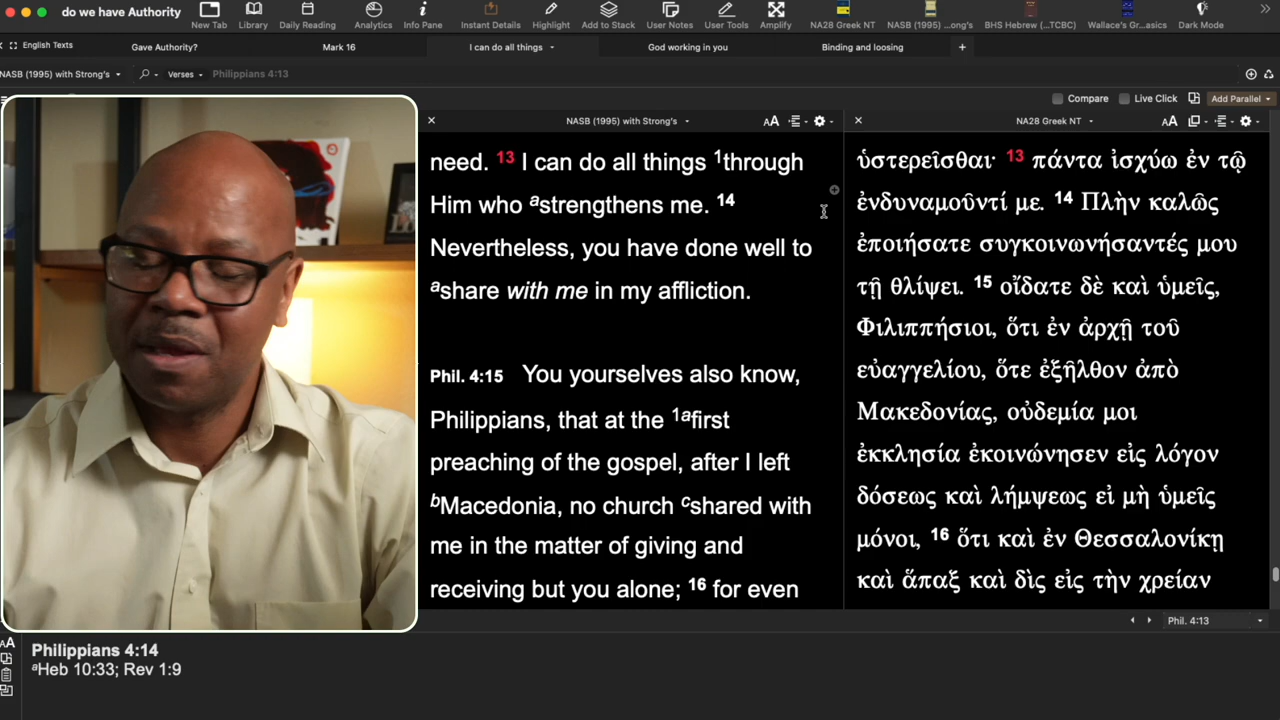 do we have Authority
New Tab
Library
Daily Reading
Analytics
Info Pane
Instant Details
Highlight
Add to Stack
User Notes
User Tools
Amplify
NA28 Greek NT
NASB (1995) ...ong's
BHS Hebrew (...TCBC)
Wallace's Gr...asics
Dark Mode
English Texts
Gave Authority?
Mark 16
I can do all things
God working in you
Binding and loosing
NASB (1995) with Strong's
Verses
Philippians 4:13
Compare
Live Click
Add Parallel
NASB (1995) with Strong's
need. 13 I can do all things 1through
Him who astrengthens me. 14
Nevertheless, you have done well to
ashare with me in my affliction.
Phil. 4:15 You yourselves also know,
Philippians, that at the 1afirst
preaching of the gospel, after I left
bMacedonia, no church cshared with
me in the matter of giving and
receiving but you alone; 16 for even
NA28 Greek NT
ὑστερεῖσθαι· 13 πάντα ἰσχύω ἐν τῷ
ἐνδυναμοῦντί με. 14 Πλὴν καλῶς
ἐποιήσατε συγκοινωνήσαντές μου
τῇ θλίψει. 15 οἴδατε δὲ καὶ ὑμεῖς,
Φιλιππήσιοι, ὅτι ἐν ἀρχῇ τοῦ
εὐαγγελίου, ὅτε ἐξῆλθον ἀπὸ
Μακεδονίας, οὐδεμία μοι
ἐκκλησία ἐκοινώνησεν εἰς λόγον
δόσεως καὶ λήμψεως εἰ μὴ ὑμεῖς
μόνοι, 16 ὅτι καὶ ἐν Θεσσαλονίκῃ
καὶ ἅπαξ καὶ δὶς εἰς τὴν χρείαν
Phil. 4:13
Philippians 4:14
aHeb 10:33; Rev 1:9